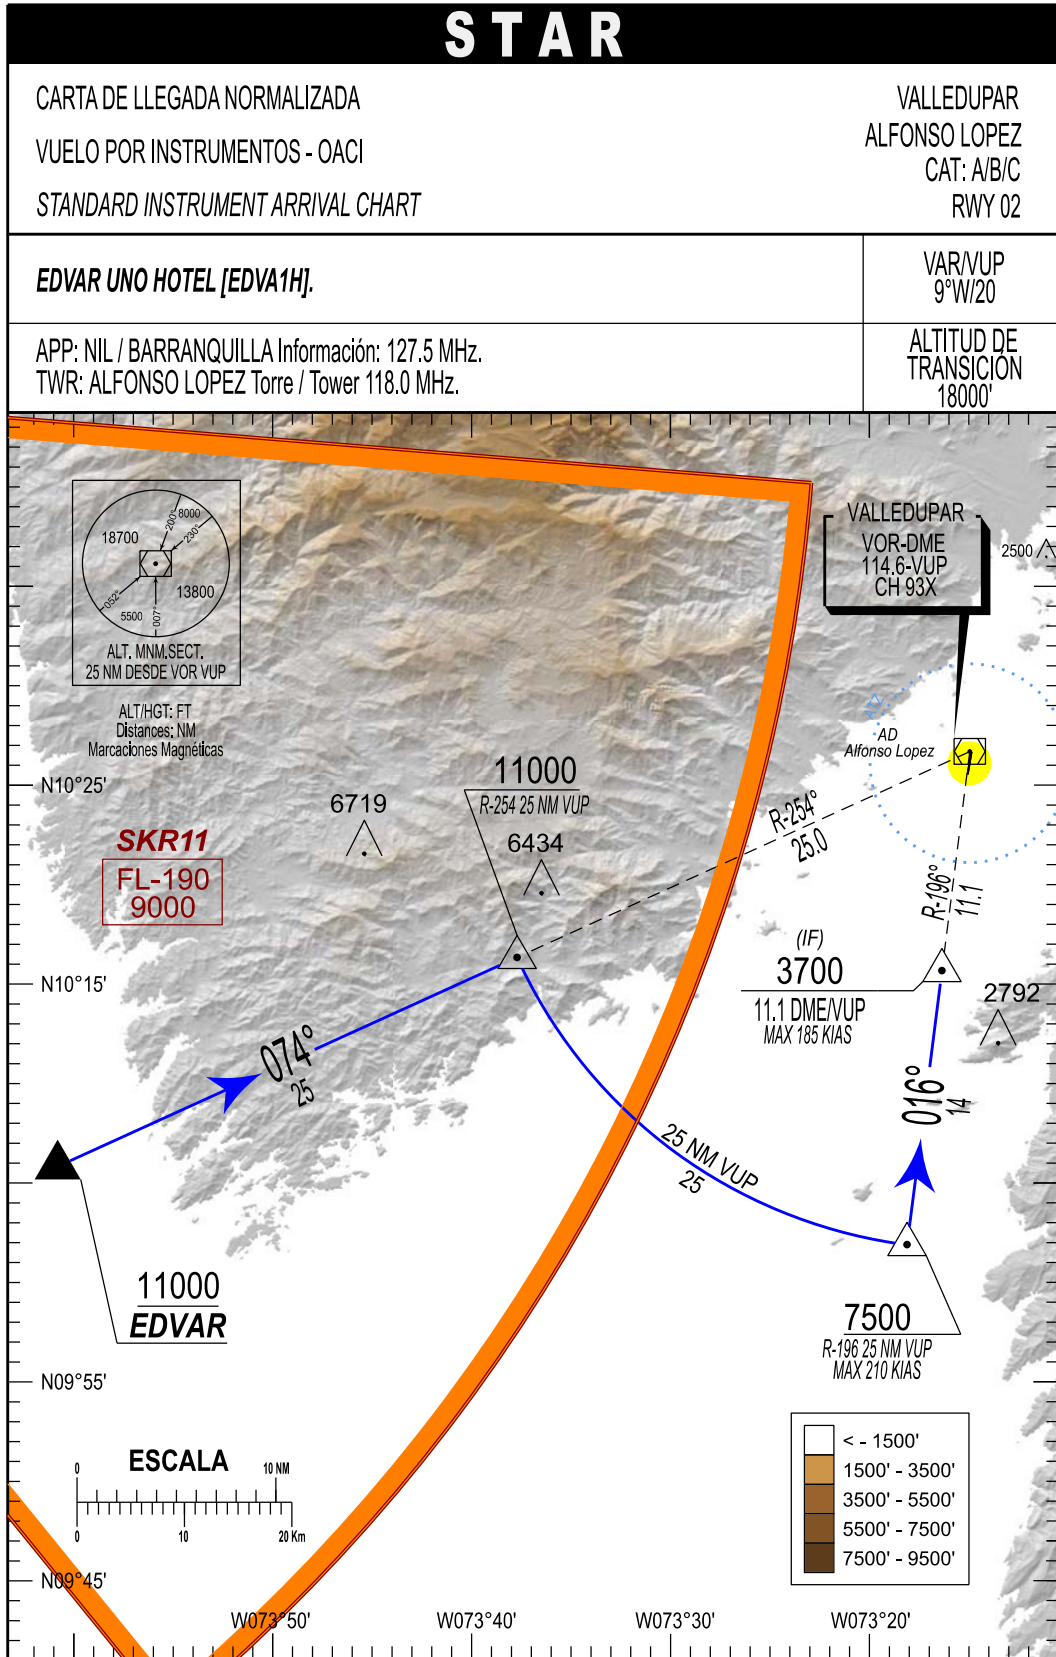 STAR
CARTA DE LLEGADA NORMALIZADA
VUELO POR INSTRUMENTOS - OACI
STANDARD INSTRUMENT ARRIVAL CHART
VALLEDUPAR
ALFONSO LOPEZ
CAT: A/B/C
RWY 02
EDVAR UNO HOTEL [EDVA1H].
VAR/VUP
9°W/20
APP: NIL / BARRANQUILLA Información: 127.5 MHz.
TWR: ALFONSO LOPEZ Torre / Tower 118.0 MHz.
ALTITUD DE
TRANSICIÓN
18000'
18700
200°
8000
230°
052°
5500
007°
13800
ALT. MNM.SECT.
25 NM DESDE VOR VUP
ALT/HGT: FT
Distances: NM
Marcaciones Magnéticas
VALLEDUPAR
VOR-DME
114.6-VUP
CH 93X
2500
AD
Alfonso Lopez
N10°25'
11000
R-254 25 NM VUP
6719
6434
R-254°
25.0
SKR11
FL-190
9000
R-196°
11.1
(IF)
3700
11.1 DME/VUP
MAX 185 KIAS
2792
N10°15'
074°
25
016°
14
25 NM VUP
25
11000
EDVAR
7500
R-196 25 NM VUP
MAX 210 KIAS
N09°55'
ESCALA
0
10 NM
0
10
20 Km
< - 1500'
1500' - 3500'
3500' - 5500'
5500' - 7500'
7500' - 9500'
N09°45'
W073°50'
W073°40'
W073°30'
W073°20'